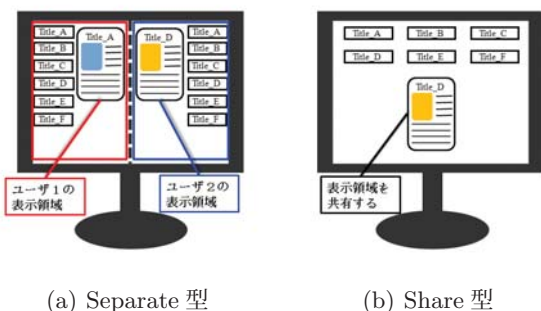 Title_A
Title_B
Title_C
Title_D
Title_E
Title_F
Title_A
Title_D
Title_A
Title_B
Title_C
Title_D
Title_E
Title_F
ユーザ1の
表示領域
ユーザ2の
表示領域
(a) Separate 型
Title_A Title_B Title_C
Title_D Title_E Title_F
Title_D
表示領域を
共有する
(b) Share 型